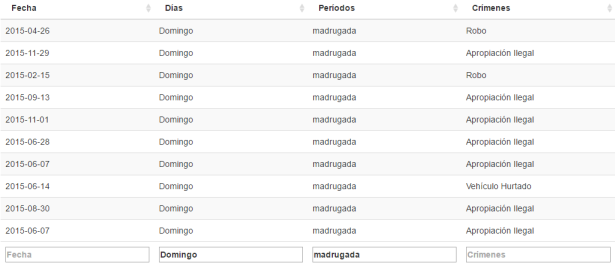 Fecha Días Periodos Crímenes
2015-04-26 Domingo madrugada Robo
2015-11-29 Domingo madrugada Apropiación Ilegal
2015-02-15 Domingo madrugada Robo
2015-09-13 Domingo madrugada Apropiación Ilegal
2015-11-01 Domingo madrugada Apropiación Ilegal
2015-06-28 Domingo madrugada Apropiación Ilegal
2015-06-07 Domingo madrugada Apropiación Ilegal
2015-06-14 Domingo madrugada Vehículo Hurtado
2015-08-30 Domingo madrugada Apropiación Ilegal
2015-06-07 Domingo madrugada Apropiación Ilegal
Fecha Domingo madrugada Crímenes